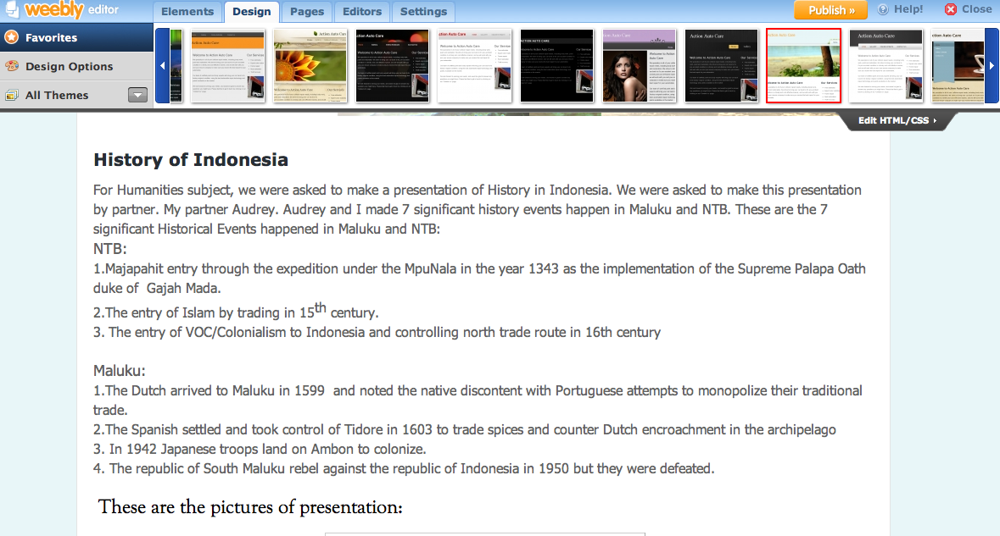 weebly editor
Elements
Design
Pages
Editors
Settings
Publish »
Help!
Close
Favorites
Design Options
All Themes
Edit HTML/CSS
History of Indonesia
For Humanities subject, we were asked to make a presentation of History in Indonesia. We were asked to make this presentation
by partner. My partner Audrey. Audrey and I made 7 significant history events happen in Maluku and NTB. These are the 7
significant Historical Events happened in Maluku and NTB:
NTB:
1.Majapahit entry through the expedition under the MpuNala in the year 1343 as the implementation of the Supreme Palapa Oath
duke of  Gajah Mada.
2.The entry of Islam by trading in 15th century.
3. The entry of VOC/Colonialism to Indonesia and controlling north trade route in 16th century
Maluku:
1.The Dutch arrived to Maluku in 1599  and noted the native discontent with Portuguese attempts to monopolize their traditional
trade.
2.The Spanish settled and took control of Tidore in 1603 to trade spices and counter Dutch encroachment in the archipelago
3. In 1942 Japanese troops land on Ambon to colonize.
4. The republic of South Maluku rebel against the republic of Indonesia in 1950 but they were defeated.
These are the pictures of presentation: